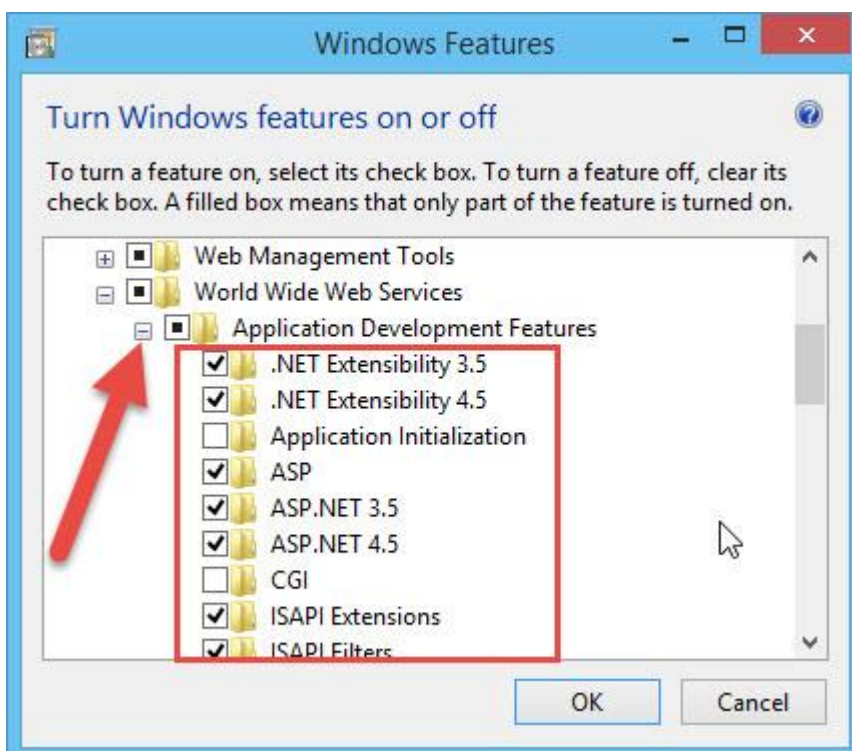 Windows Features
Turn Windows features on or off
To turn a feature on, select its check box. To turn a feature off, clear its
check box. A filled box means that only part of the feature is turned on.
Web Management Tools
World Wide Web Services
Application Development Features
.NET Extensibility 3.5
.NET Extensibility 4.5
Application Initialization
ASP
ASP.NET 3.5
ASP.NET 4.5
CGI
ISAPI Extensions
ISAPI Filters
OK Cancel